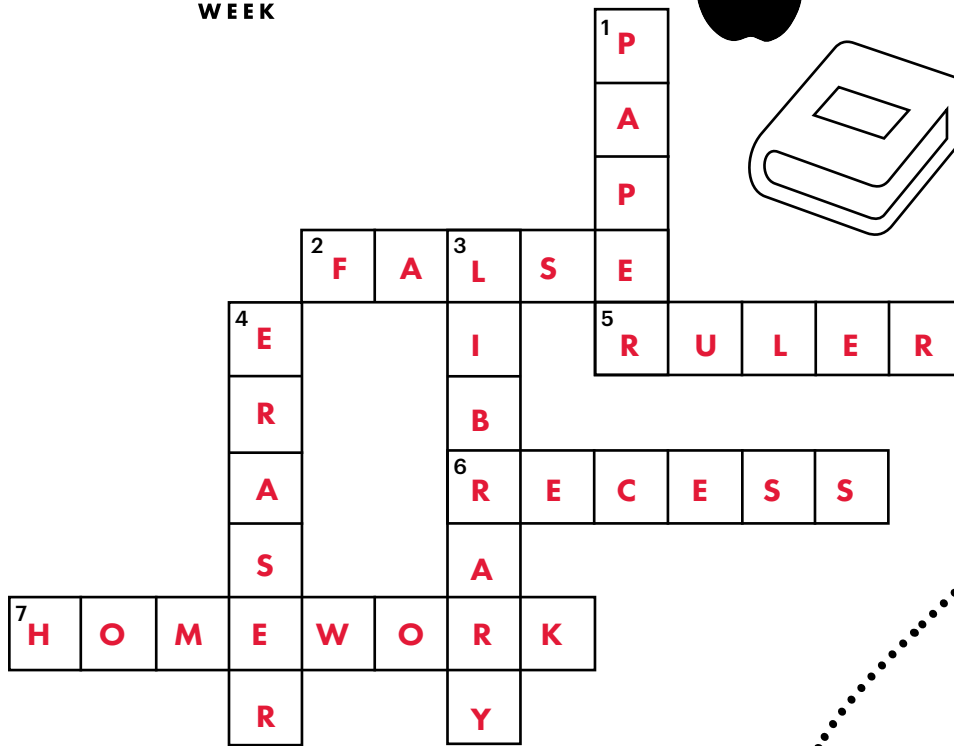 WEEK
1 P
A
P
2 F A 3 L S E
4 E I 5 R U L E R
R B
A 6 R E C E S S
S A
7 H O M E W O R K
R Y